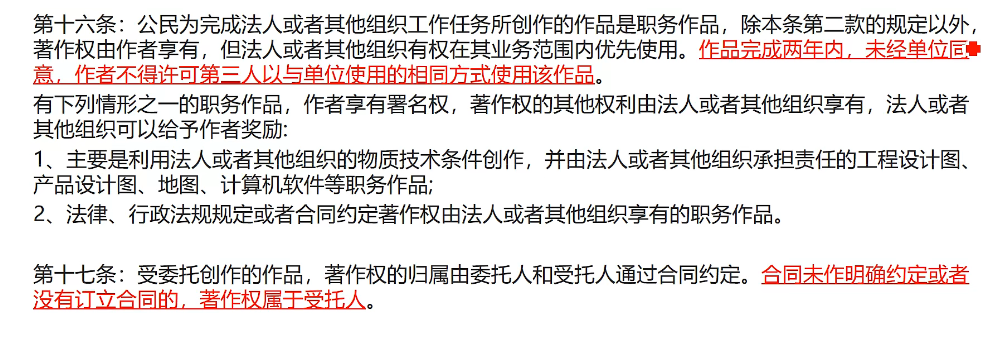 第十六条：公民为完成法人或者其他组织工作任务所创作的作品是职务作品，除本条第二款的规定以外，
著作权由作者享有，但法人或者其他组织有权在其业务范围内优先使用。作品完成两年内，未经单位同
意，作者不得许可第三人以与单位使用的相同方式使用该作品。
有下列情形之一的职务作品，作者享有署名权，著作权的其他权利由法人或者其他组织享有，法人或者
其他组织可以给予作者奖励:
1、主要是利用法人或者其他组织的物质技术条件创作，并由法人或者其他组织承担责任的工程设计图、
产品设计图、地图、计算机软件等职务作品;
2、法律、行政法规规定或者合同约定著作权由法人或者其他组织享有的职务作品。
第十七条：受委托创作的作品，著作权的归属由委托人和受托人通过合同约定。合同未作明确约定或者
没有订立合同的，著作权属于受托人。